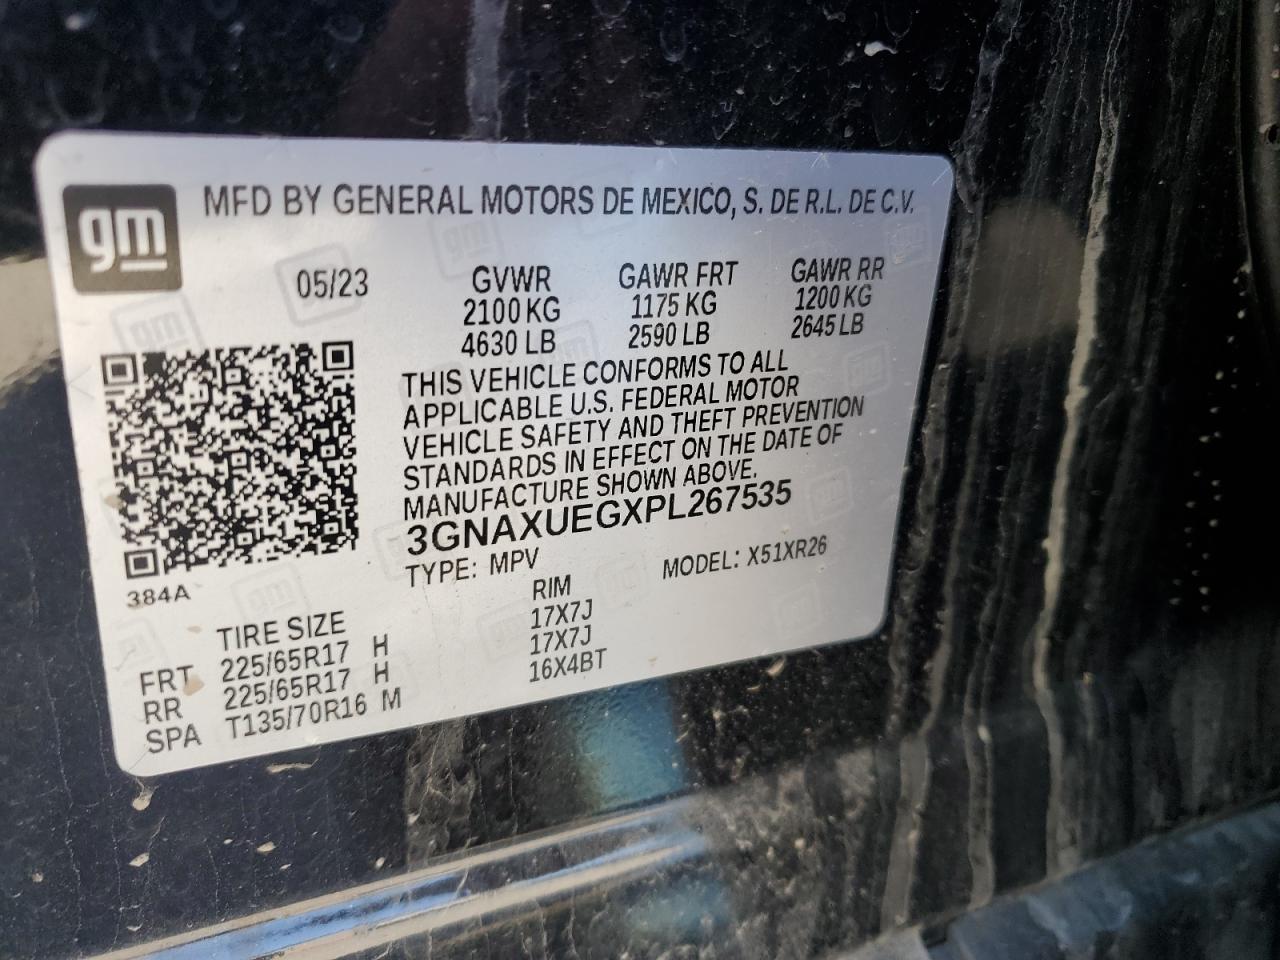 gm
MFD BY GENERAL MOTORS DE MEXICO, S. DE R.L. DE C.V.
05/23 GVWR GAWR FRT GAWR RR
2100 KG 1175 KG 1200 KG
4630 LB 2590 LB 2645 LB
THIS VEHICLE CONFORMS TO ALL
APPLICABLE U.S. FEDERAL MOTOR
VEHICLE SAFETY AND THEFT PREVENTION
STANDARDS IN EFFECT ON THE DATE OF
MANUFACTURE SHOWN ABOVE.
3GNAXUEGXPL267535
TYPE: MPV MODEL: X51XR26
384A
TIRE SIZE RIM
FRT 225/65R17 H 17X7J
RR 225/65R17 H 17X7J
SPA T135/70R16 M 16X4BT